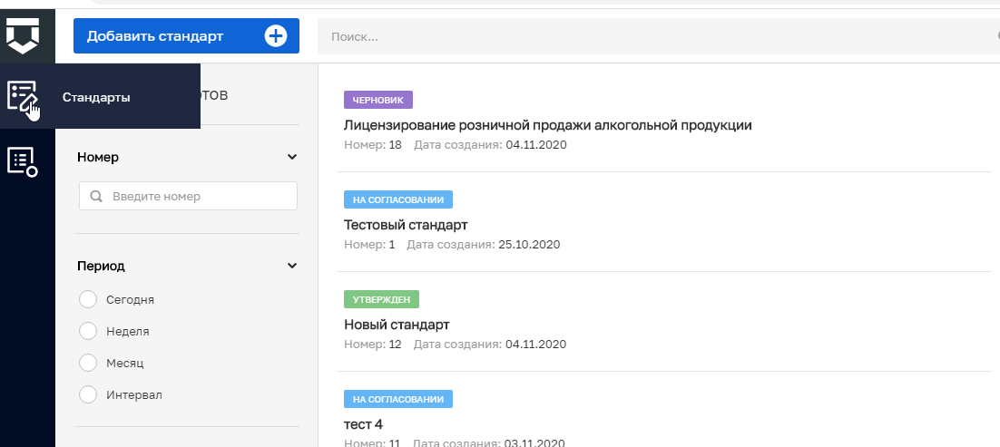 Добавить стандарт
Поиск...
Стандарты
Номер
Введите номер
Период
Сегодня
Неделя
Месяц
Интервал
ЧЕРНОВИК
Лицензирование розничной продажи алкогольной продукции
Номер: 18 Дата создания: 04.11.2020
НА СОГЛАСОВАНИИ
Тестовый стандарт
Номер: 1 Дата создания: 25.10.2020
УТВЕРЖДЕН
Новый стандарт
Номер: 12 Дата создания: 04.11.2020
НА СОГЛАСОВАНИИ
тест 4
Номер: 11 Дата создания: 03.11.2020